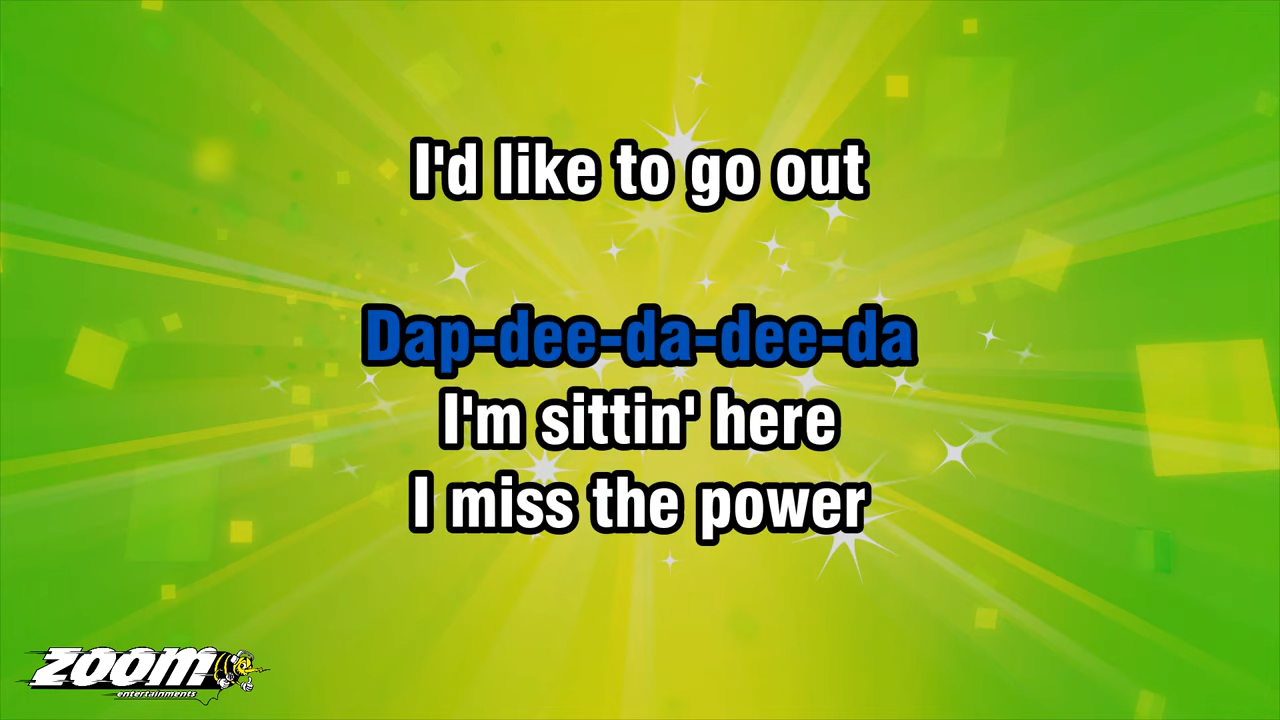 I'd like to go out
Dap-dee-da-dee-da
I'm sittin' here
I miss the power
ZOOM
entertainments